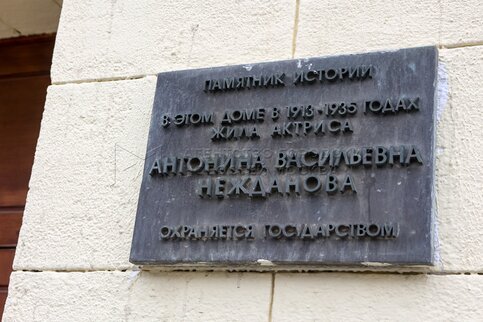 ПАМЯТНИК ИСТОРИИ
В ЭТОМ ДОМЕ В 1913-1935 ГОДАХ
ЖИЛА АКТРИСА
АНТОНИНА ВАСИЛЬЕВНА
НЕЖДАНОВА
ОХРАНЯЕТСЯ ГОСУДАРСТВОМ